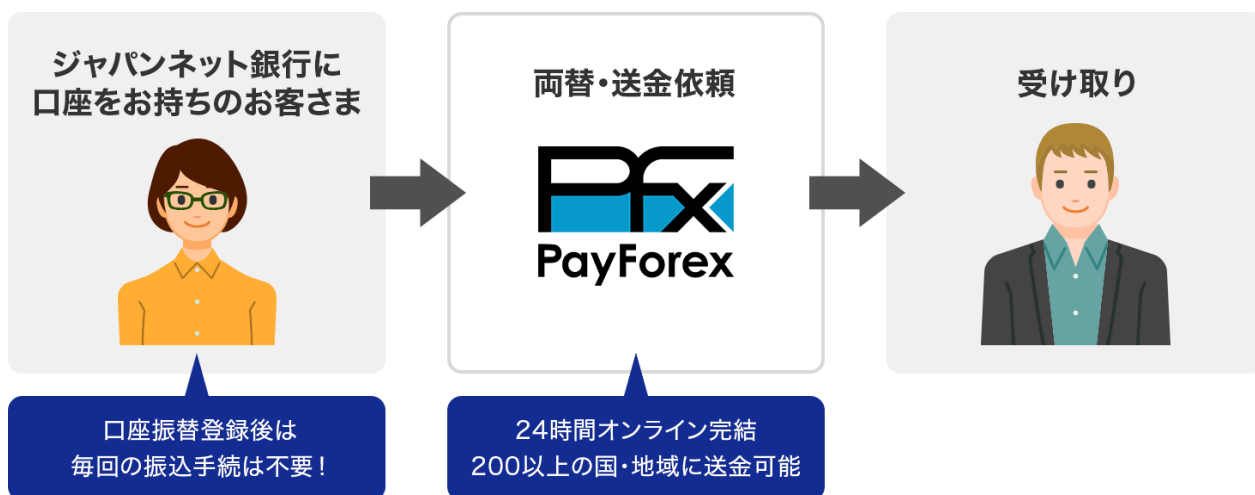 ジャパンネット銀行に
口座をお持ちのお客さま
両替・送金依頼
PFx
PayForex
受け取り
口座振替登録後は
毎回の振込手続は不要！
24時間オンライン完結
200以上の国・地域に送金可能